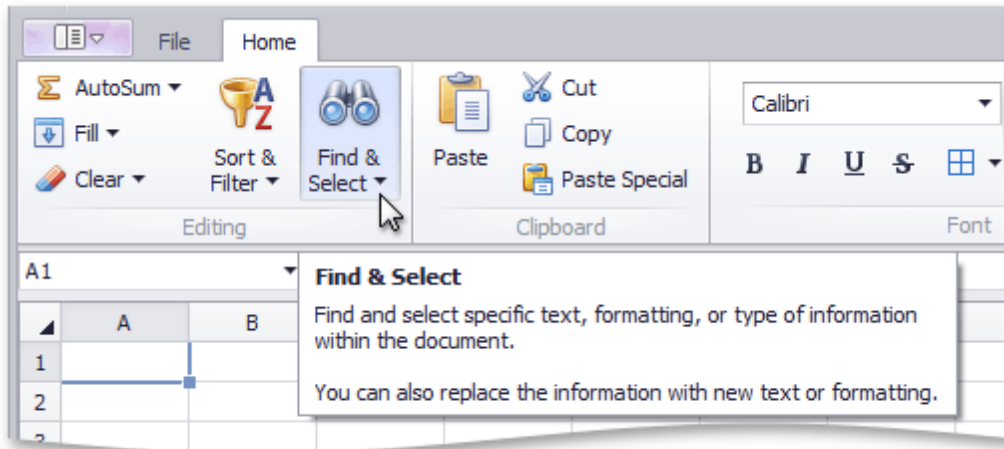 File Home
AutoSum
Fill
Clear
Sort &
Filter
Find &
Select
Editing
Paste
Cut
Copy
Paste Special
Clipboard
Calibri
B I U S
Font
A1
Find & Select
Find and select specific text, formatting, or type of information
within the document.
You can also replace the information with new text or formatting.
A B
1
2